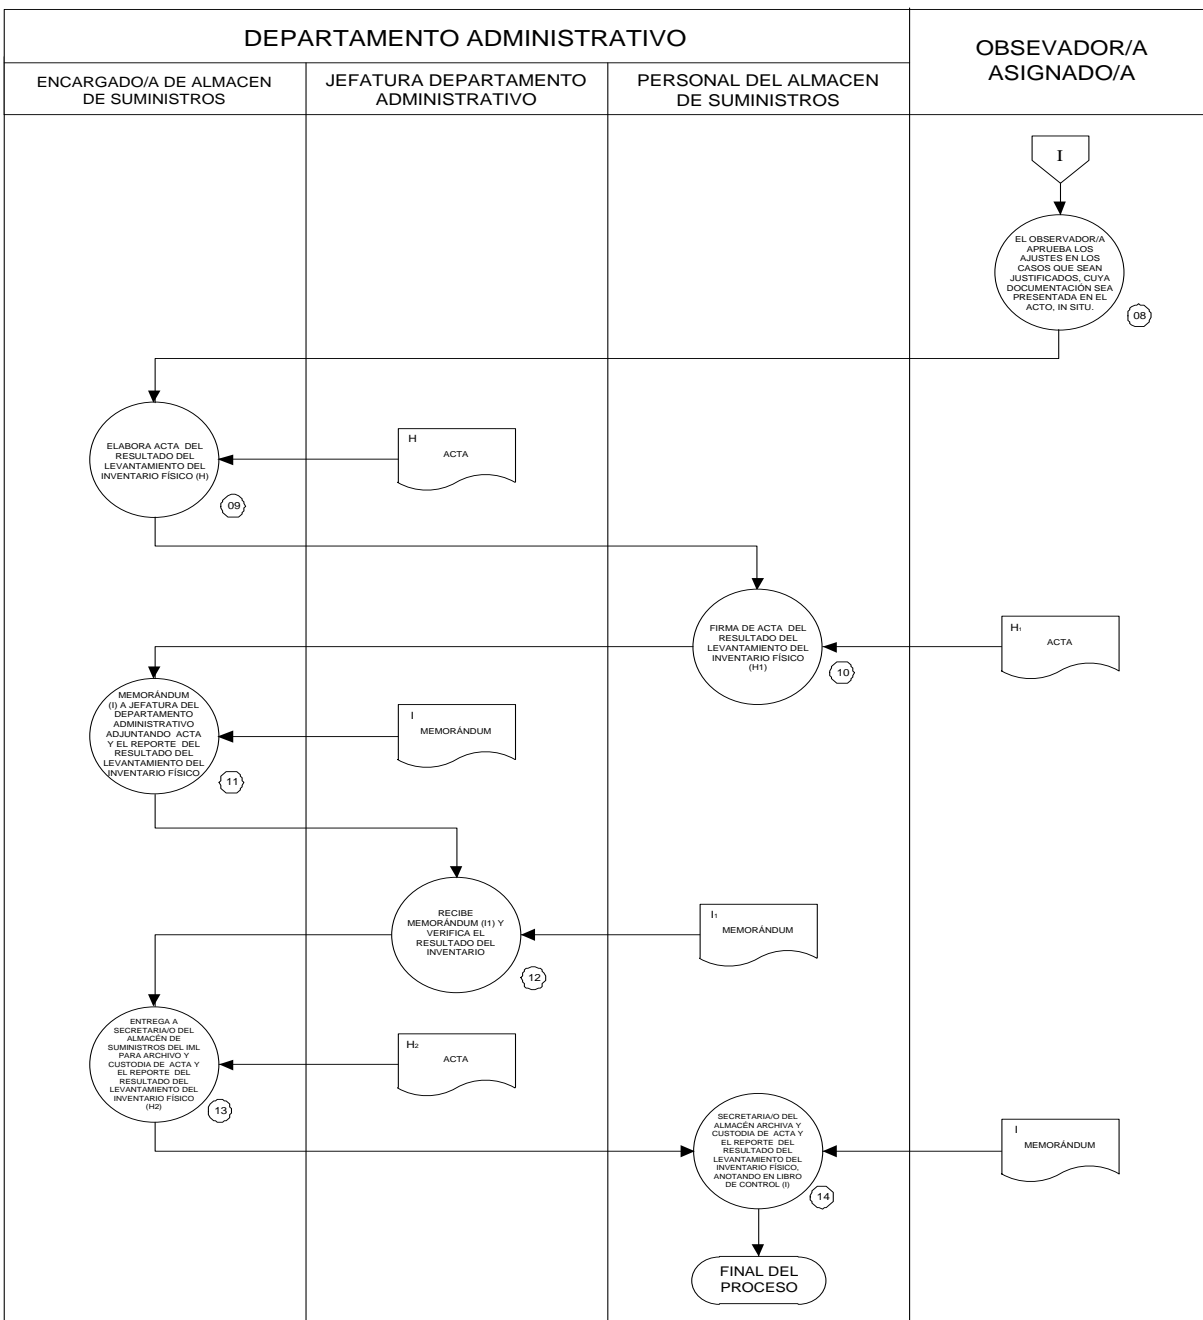 DEPARTAMENTO ADMINISTRATIVO
OBSEVADOR/A
ASIGNADO/A
ENCARGADO/A DE ALMACEN
DE SUMINISTROS
JEFATURA DEPARTAMENTO
ADMINISTRATIVO
PERSONAL DEL ALMACEN
DE SUMINISTROS
I
EL OBSERVADOR/A
APRUEBA LOS
AJUSTES EN LOS
CASOS QUE SEAN
JUSTIFICADOS, CUYA
DOCUMENTACIÓN SEA
PRESENTADA EN EL
ACTO, IN SITU.
08
ELABORA ACTA DEL
RESULTADO DEL
LEVANTAMIENTO DEL
INVENTARIO FÍSICO (H)
09
H
ACTA
FIRMA DE ACTA DEL
RESULTADO DEL
LEVANTAMIENTO DEL
INVENTARIO FÍSICO
(H1)
10
H1
ACTA
MEMORÁNDUM
(I) A JEFATURA DEL
DEPARTAMENTO
ADMINISTRATIVO
ADJUNTANDO ACTA
Y EL REPORTE DEL
RESULTADO DEL
LEVANTAMIENTO DEL
INVENTARIO FÍSICO
11
I
MEMORÁNDUM
RECIBE
MEMORÁNDUM (I1) Y
VERIFICA EL
RESULTADO DEL
INVENTARIO
12
I1
MEMORÁNDUM
ENTREGA A
SECRETARIA/O DEL
ALMACÉN DE
SUMINISTROS DEL IML
PARA ARCHIVO Y
CUSTODIA DE ACTA Y
EL REPORTE DEL
RESULTADO DEL
LEVANTAMIENTO DEL
INVENTARIO FÍSICO
(H2)
13
H2
ACTA
SECRETARIA/O DEL
ALMACÉN ARCHIVA Y
CUSTODIA DE ACTA Y
EL REPORTE DEL
RESULTADO DEL
LEVANTAMIENTO DEL
INVENTARIO FÍSICO,
ANOTANDO EN LIBRO
DE CONTROL (I)
14
I
MEMORÁNDUM
FINAL DEL
PROCESO